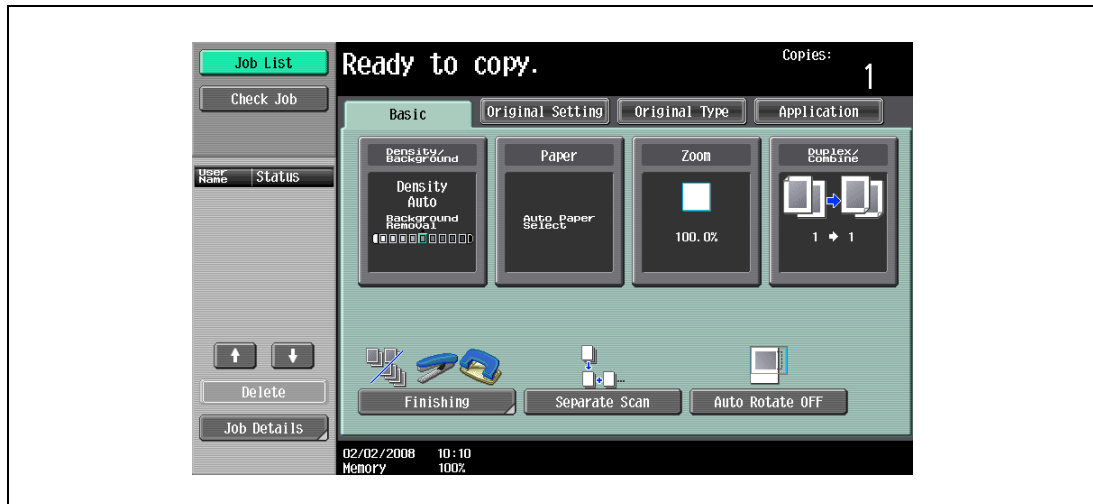 Job List
Check Job
User
Name
Status
Delete
Job Details
Ready to copy.
Copies:
1
Basic
Original Setting
Original Type
Application
Density/
Background
Density
Auto
Background
Removal
Paper
Auto Paper
Select
Zoom
100.0%
Duplex/
Combine
1 → 1
Finishing
Separate Scan
Auto Rotate OFF
02/02/2008 10:10
Memory 100%